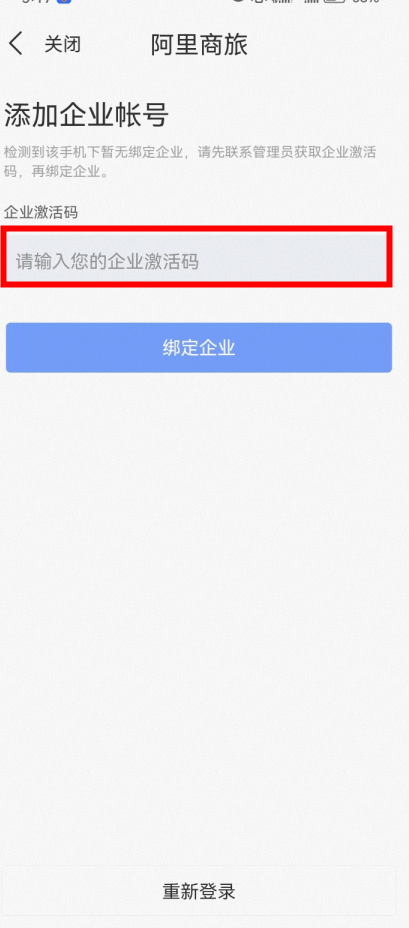 关闭
阿里商旅
添加企业帐号
检测到该手机下暂无绑定企业，请先联系管理员获取企业激活
码，再绑定企业。
企业激活码
请输入您的企业激活码
绑定企业
重新登录